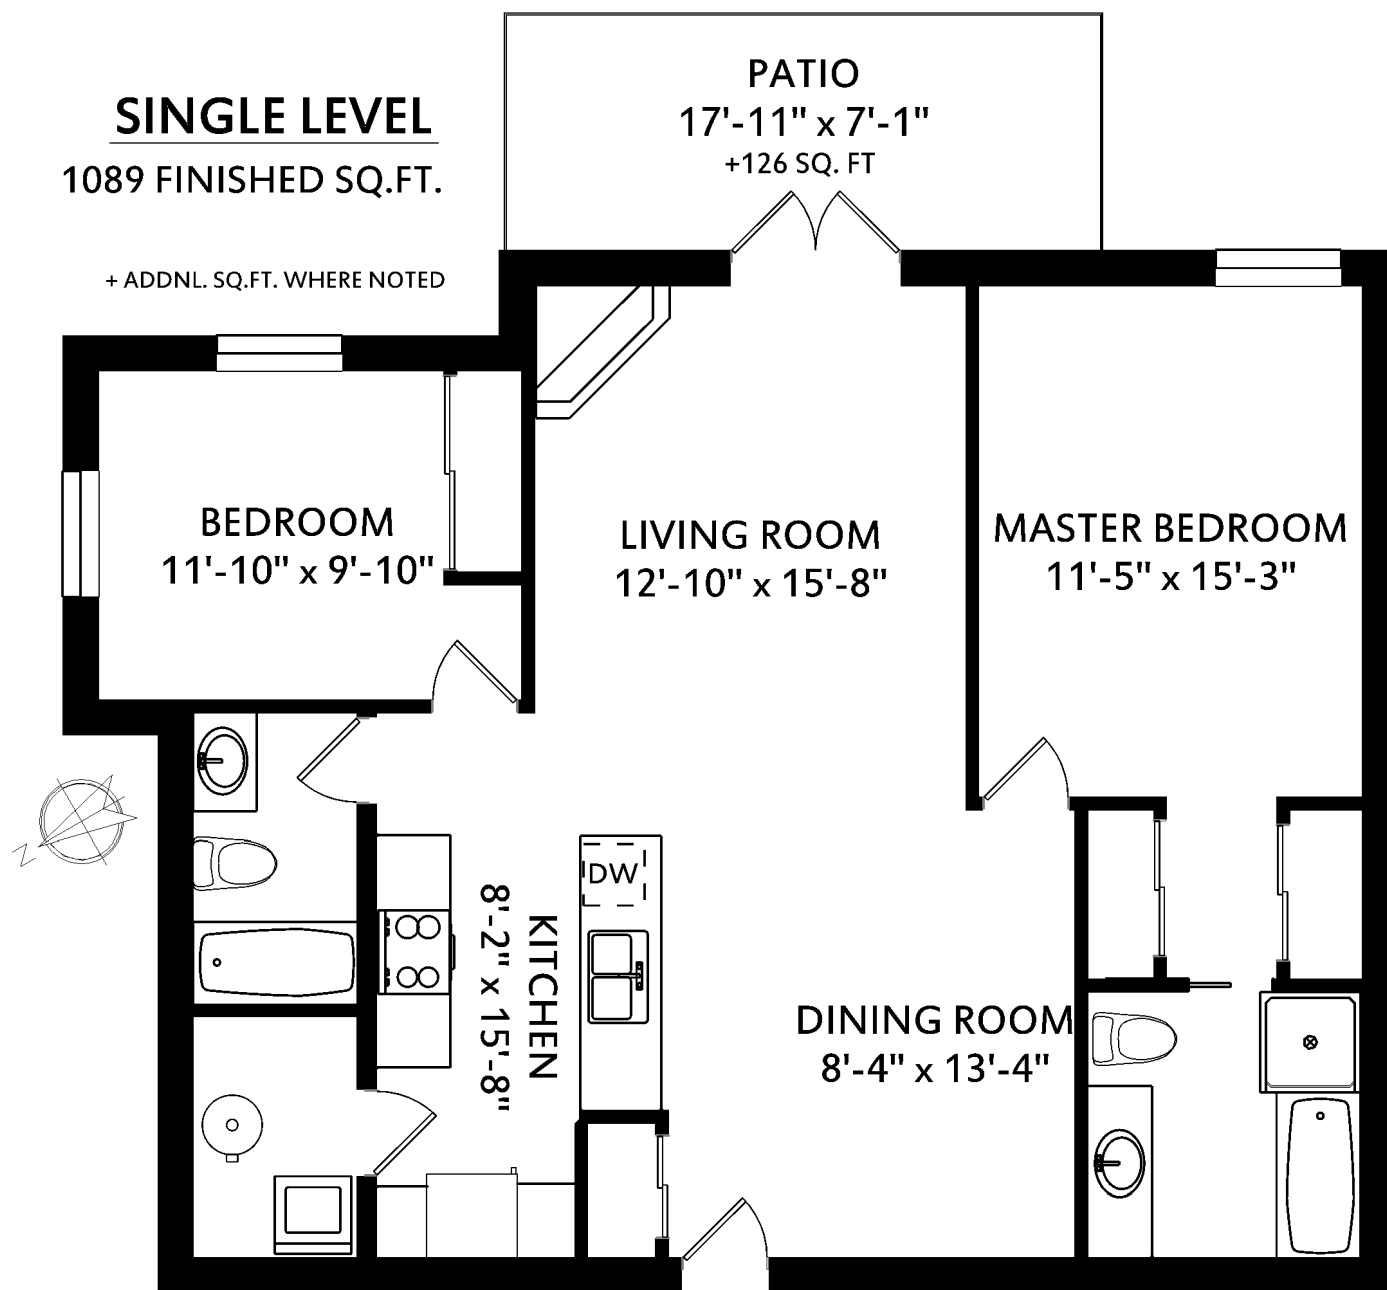 PATIO
17'-11" x 7'-1"
+126 SQ. FT
SINGLE LEVEL
1089 FINISHED SQ.FT.
+ ADDNL. SQ.FT. WHERE NOTED
BEDROOM
11'-10" x 9'-10"
LIVING ROOM
12'-10" x 15'-8"
MASTER BEDROOM
11'-5" x 15'-3"
N
DW
KITCHEN
8'-2" x 15'-8"
DINING ROOM
8'-4" x 13'-4"